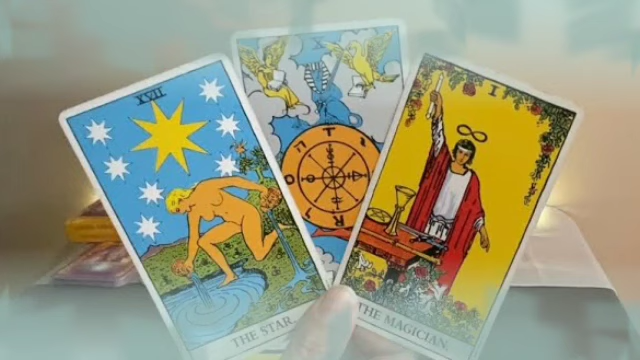 XVII
THE STAR.
X
I
THE MAGICIAN.